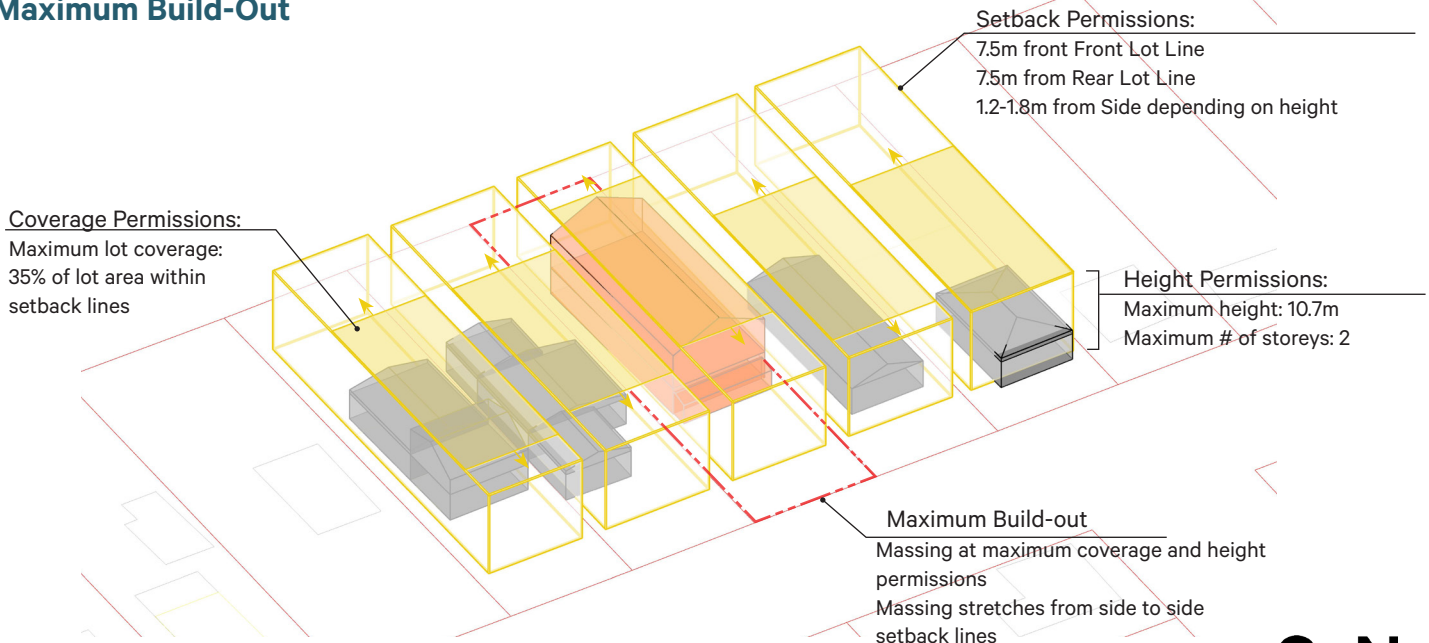 Maximum Build-Out
Setback Permissions:
7.5m front Front Lot Line
7.5m from Rear Lot Line
1.2-1.8m from Side depending on height
Coverage Permissions:
Maximum lot coverage:
35% of lot area within
setback lines
Height Permissions:
Maximum height: 10.7m
Maximum # of storeys: 2
Maximum Build-out
Massing at maximum coverage and height
permissions
Massing stretches from side to side
setback lines